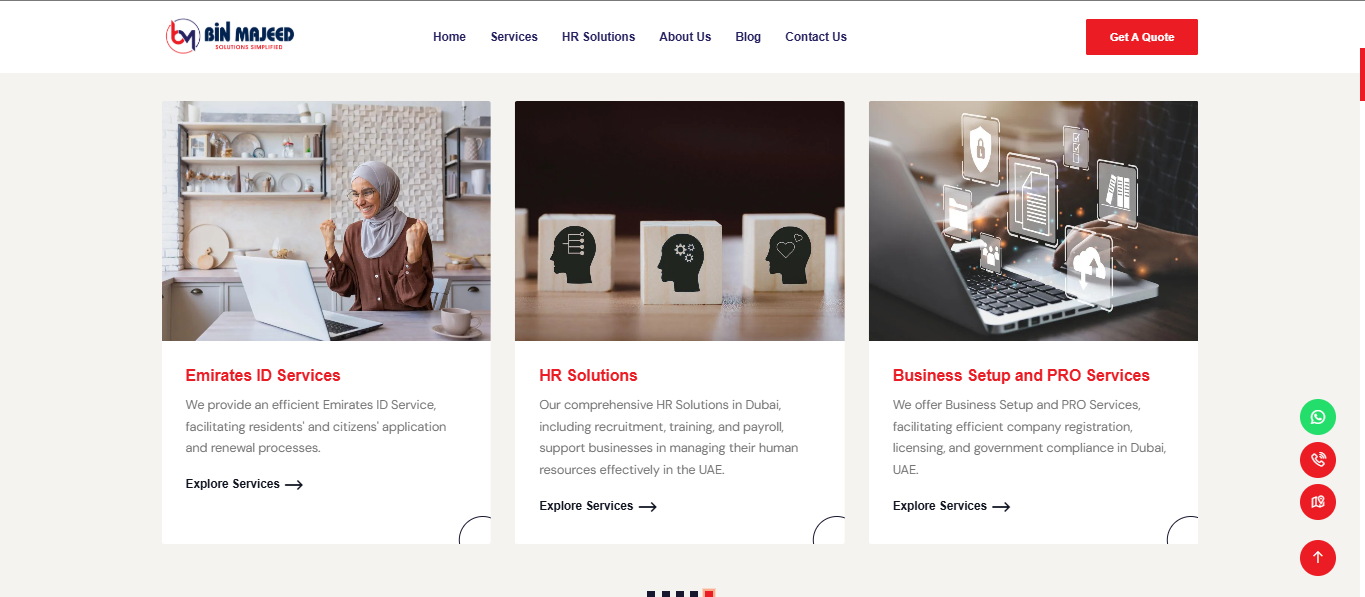 BIN MAJEED
SOLUTIONS SIMPLIFIED
Home Services HR Solutions About Us Blog Contact Us
Get A Quote
Emirates ID Services
We provide an efficient Emirates ID Service,
facilitating residents' and citizens' application
and renewal processes.
Explore Services
HR Solutions
Our comprehensive HR Solutions in Dubai,
including recruitment, training, and payroll,
support businesses in managing their human
resources effectively in the UAE.
Explore Services
Business Setup and PRO Services
We offer Business Setup and PRO Services,
facilitating efficient company registration,
licensing, and government compliance in Dubai,
UAE.
Explore Services